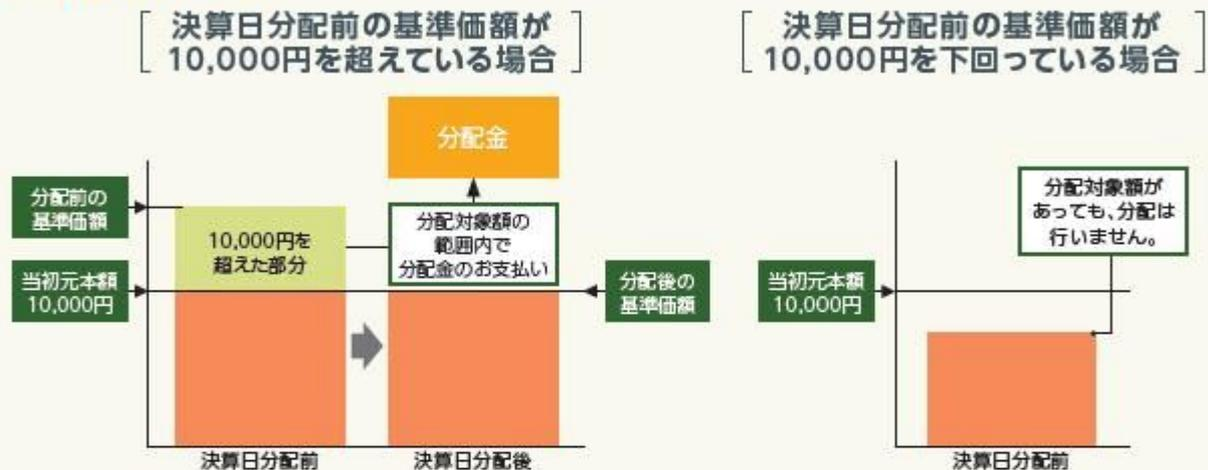 決算日分配前の基準価額が
10,000円を超えている場合
分配金
分配前の
基準価額
10,000円を
超えた部分
分配対象額の
範囲内で
分配金のお支払い
当初元本額
10,000円
分配後の
基準価額
決算日分配前
決算日分配後
決算日分配前の基準価額が
10,000円を下回っている場合
分配対象額が
あっても、分配は
行いません。
当初元本額
10,000円
決算日分配前